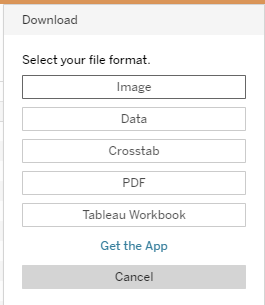 Download
Select your file format.
Image
Data
Crosstab
PDF
Tableau Workbook
Get the App
Cancel